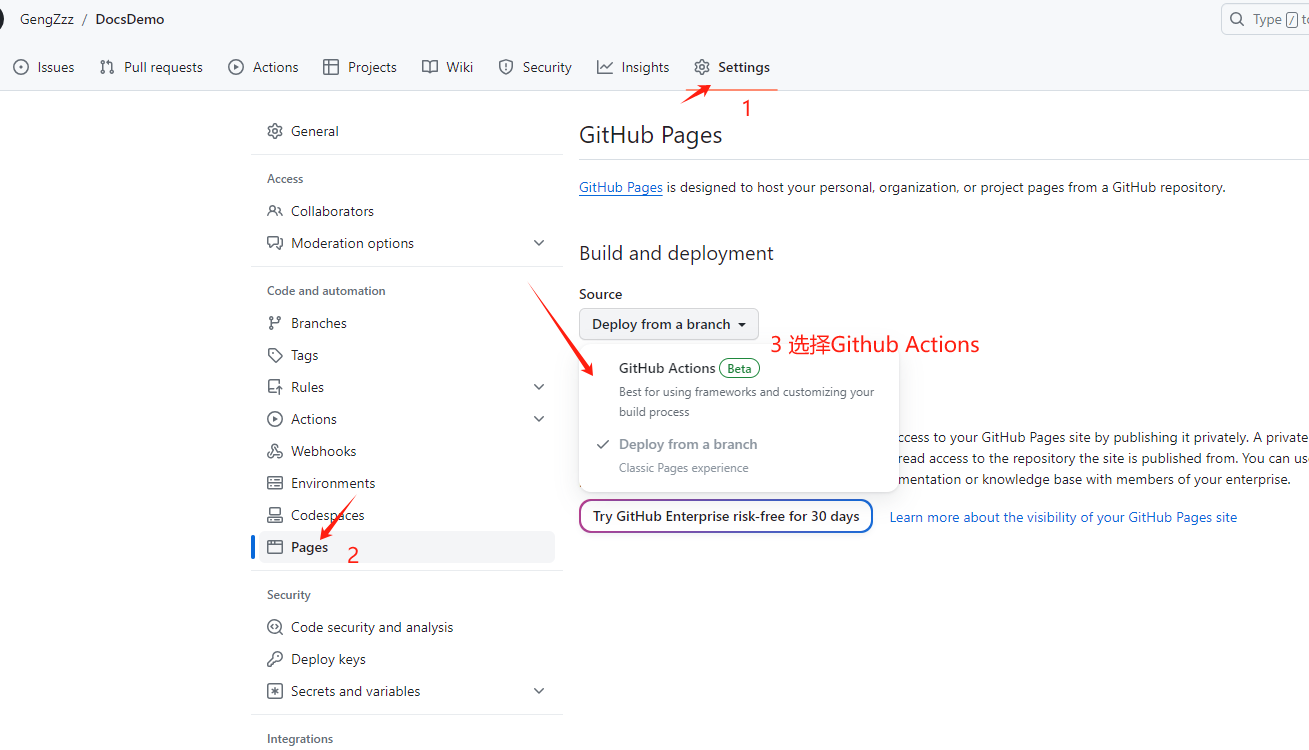 GengZzz / DocsDemo
Type / to
Issues Pull requests Actions Projects Wiki Security Insights Settings
1
General
Access
Collaborators
Moderation options
Code and automation
Branches
Tags
Rules
Actions
Webhooks
Environments
Codespaces
Pages
2
Security
Code security and analysis
Deploy keys
Secrets and variables
Integrations
GitHub Pages
GitHub Pages is designed to host your personal, organization, or project pages from a GitHub repository.
Build and deployment
Source
Deploy from a branch
3 选择Github Actions
GitHub Actions Beta
Best for using frameworks and customizing your
build process
Deploy from a branch
Classic Pages experience
ccess to your GitHub Pages site by publishing it privately. A private
read access to the repository the site is published from. You can us
mentation or knowledge base with members of your enterprise.
Try GitHub Enterprise risk-free for 30 days
Learn more about the visibility of your GitHub Pages site